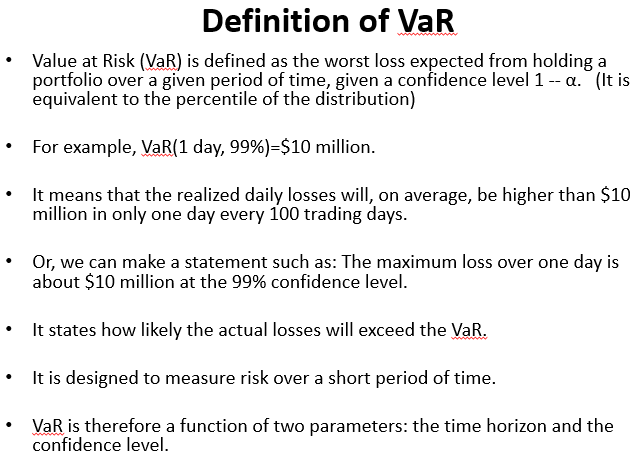 Definition of VaR
• Value at Risk (VaR) is defined as the worst loss expected from holding a
portfolio over a given period of time, given a confidence level 1 -- α.   (It is
equivalent to the percentile of the distribution)
• For example, VaR(1 day, 99%)=$10 million.
• It means that the realized daily losses will, on average, be higher than $10
million in only one day every 100 trading days.
• Or, we can make a statement such as: The maximum loss over one day is
about $10 million at the 99% confidence level.
• It states how likely the actual losses will exceed the VaR.
• It is designed to measure risk over a short period of time.
• VaR is therefore a function of two parameters: the time horizon and the
confidence level.